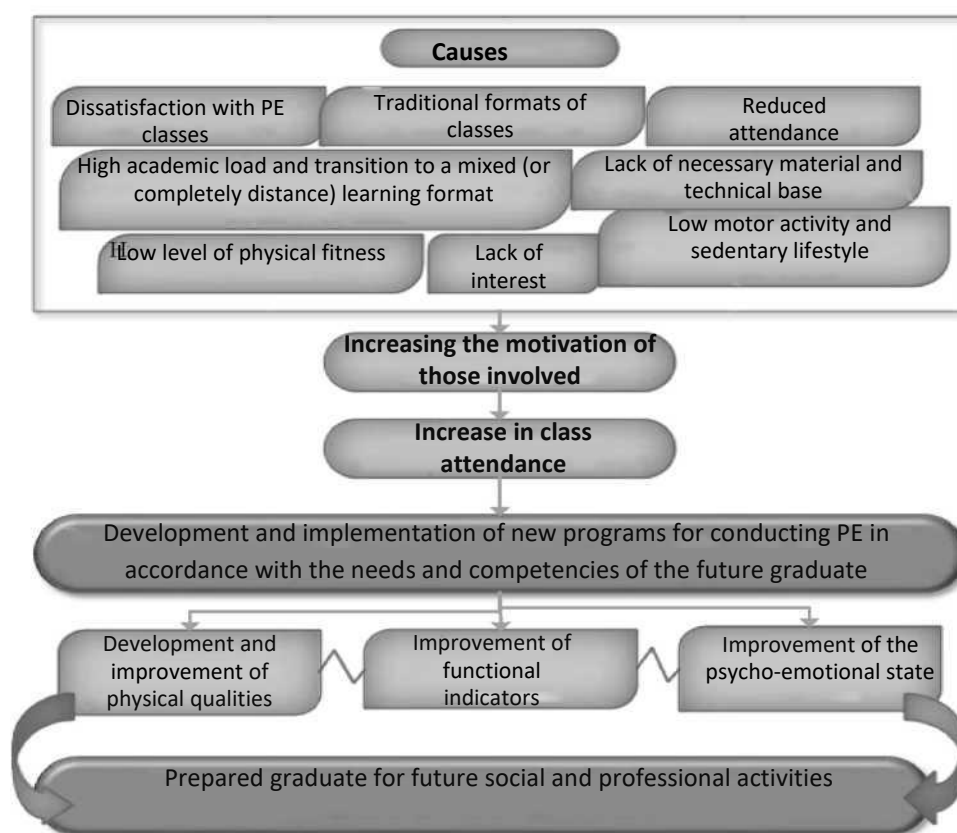 Causes
Dissatisfaction with PE
classes
Traditional formats of
classes
Reduced
attendance
High academic load and transition to a mixed (or
completely distance) learning format
Lack of necessary material and
technical base
Low level of physical fitness
Lack of
interest
Low motor activity and
sedentary lifestyle
Increasing the motivation of
those involved
Increase in class
attendance
Development and implementation of new programs for conducting PE in
accordance with the needs and competencies of the future graduate
Development and
improvement of
physical qualities
Improvement of
functional
indicators
Improvement of the
psycho-emotional state
Prepared graduate for future social and professional activities